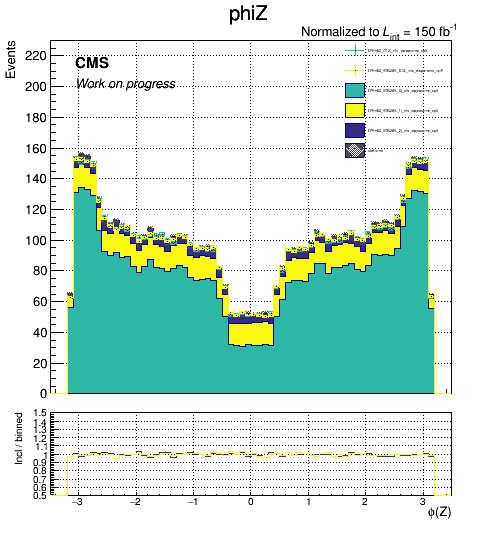 phiZ
Normalized to Lint = 150 fb-1
Events
CMS
Work on progress
220
200
180
160
140
120
100
80
60
40
20
0
Incl / binned
1.5
1.4
1.3
1.2
1.1
1
0.9
0.8
0.7
0.6
0.5
−3 −2 −1 0 1 2 3
ϕ(Z)